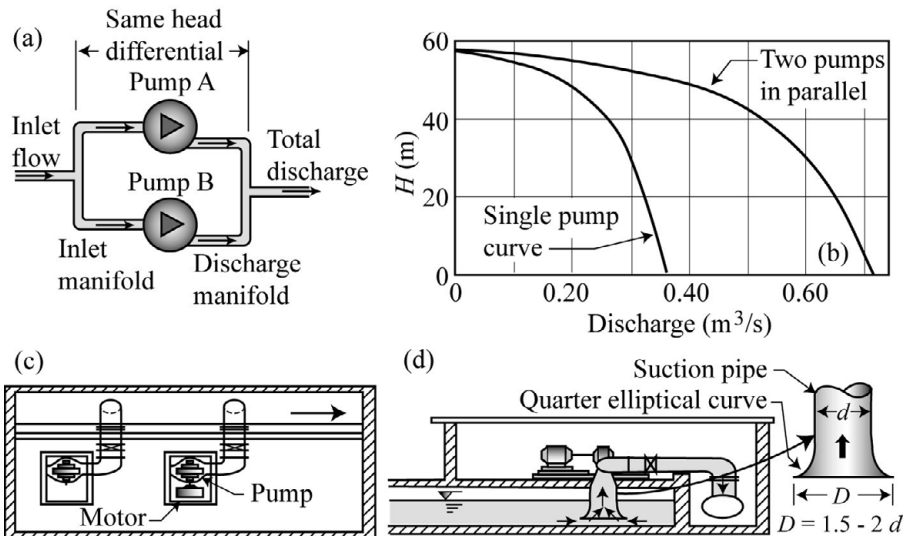 (a)
Same head
differential
Pump A
Inlet
flow
Total
discharge
Pump B
Inlet
manifold
Discharge
manifold
60
40
20
0
H (m)
Two pumps
in parallel
Single pump
curve
(b)
0
0.20
0.40
0.60
Discharge (m³/s)
(c)
Pump
Motor
(d)
Suction pipe
Quarter elliptical curve
d
D
D = 1.5 - 2 d